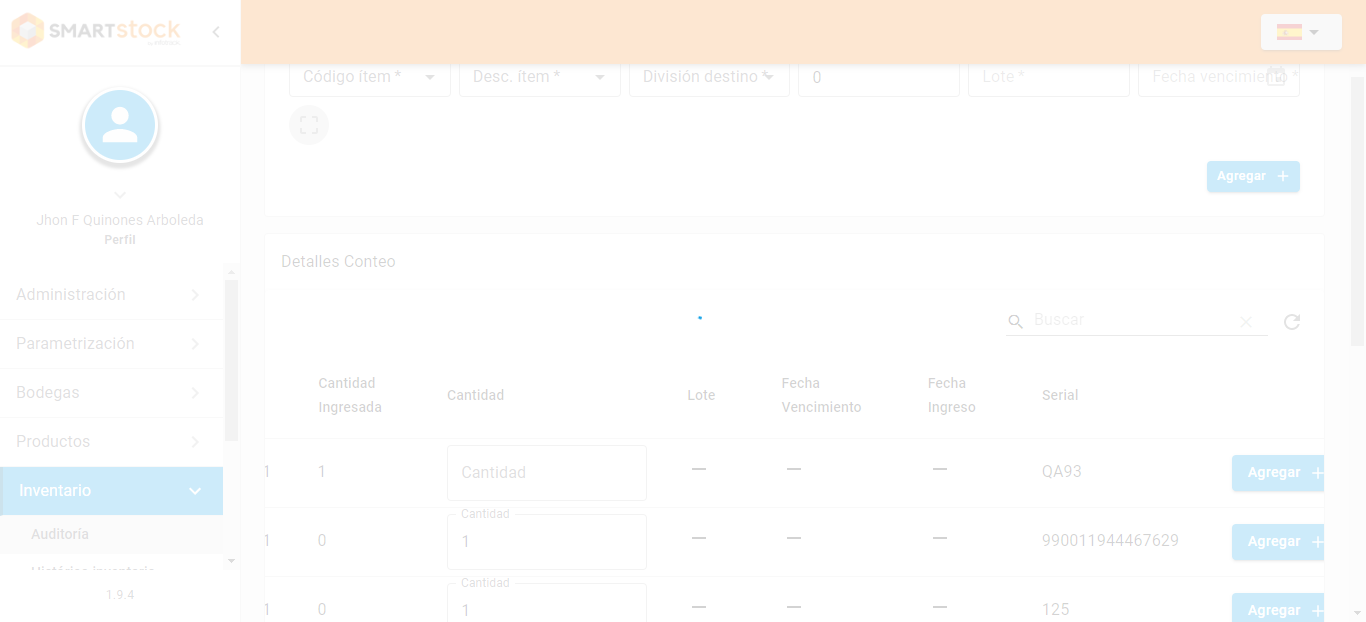 SMARTstock
Jhon F Quinones Arboleda
Perfil
Administración
Parametrización
Bodegas
Productos
Inventario
Auditoría
Histórico inventario
1.9.4
Código ítem * Desc. ítem * División destino * 0 Lote * Fecha vencimiento *
Agregar
Detalles Conteo
Buscar
Cantidad Ingresada Cantidad Lote Fecha Vencimiento Fecha Ingreso Serial
1 1 Cantidad — — — QA93 Agregar
Cantidad
1 0 1 — — — 990011944467629 Agregar
Cantidad
1 0 1 — — — 125 Agregar